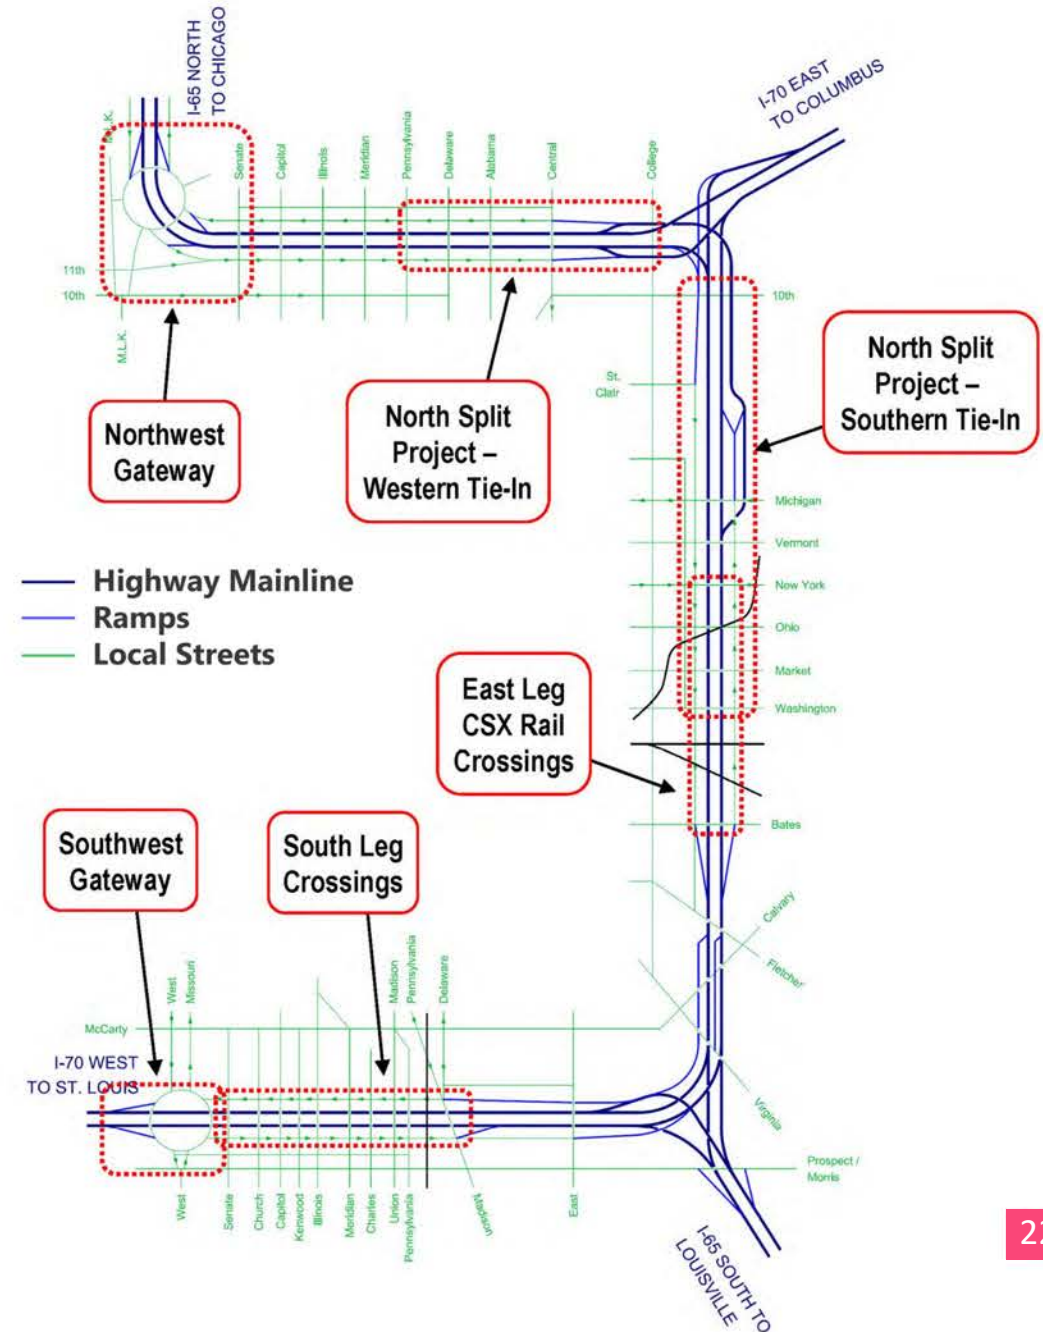 I-65 NORTH
TO CHICAGO
I-70 EAST
TO COLUMBUS
M.L.K.
Senate
Capitol
Illinois
Meridian
Pennsylvania
Delaware
Alabama
Central
College
11th
10th
10th
M.L.K.
St.
Clair
Northwest
Gateway
North Split
Project –
Western Tie-In
North Split
Project –
Southern Tie-In
Michigan
Vermont
New York
Ohio
Market
Washington
Highway Mainline
Ramps
Local Streets
East Leg
CSX Rail
Crossings
Bates
Southwest
Gateway
South Leg
Crossings
Calvary
Fletcher
West
Missouri
Madison
Pennsylvania
Delaware
McCarty
I-70 WEST
TO ST. LOUIS
Virginia
Prospect /
Morris
West
Senate
Church
Capitol
Kenwood
Illinois
Meridian
Charles
Union
Pennsylvania
Madison
East
I-65 SOUTH TO
LOUISVILLE